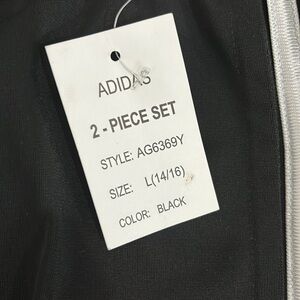 ADIDAS
2 - PIECE SET
STYLE: AG6369Y
SIZE: L(14/16)
COLOR: BLACK